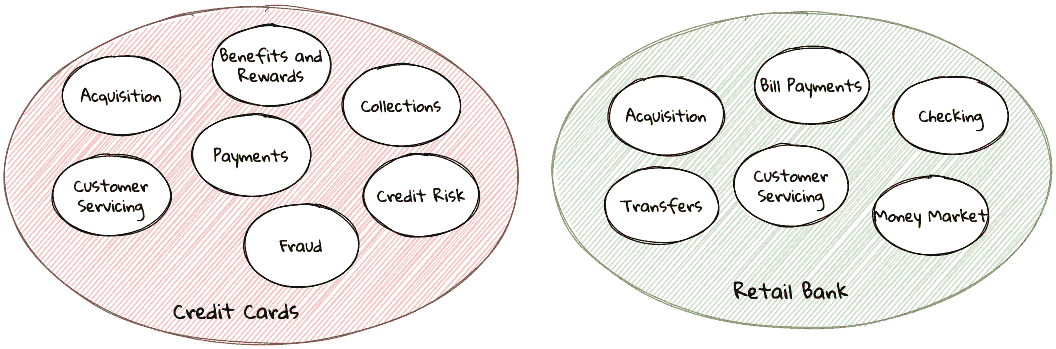 Benefits and
Rewards
Acquisition
Collections
Payments
Customer
Servicing
Credit Risk
Fraud
Credit Cards
Bill Payments
Acquisition
Checking
Customer
Servicing
Transfers
Money Market
Retail Bank